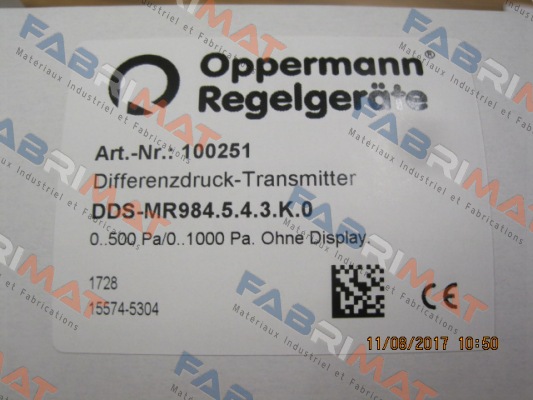 Oppermann®
Regelgeräte
Art.-Nr.: 100251
Differenzdruck-Transmitter
DDS-MR984.5.4.3.K.0
0..500 Pa/0..1000 Pa. Ohne Display.
1728
15574-5304
CE
11/08/2017 10:50
FABRIMAT
Materiaux Industriel et Fabrications